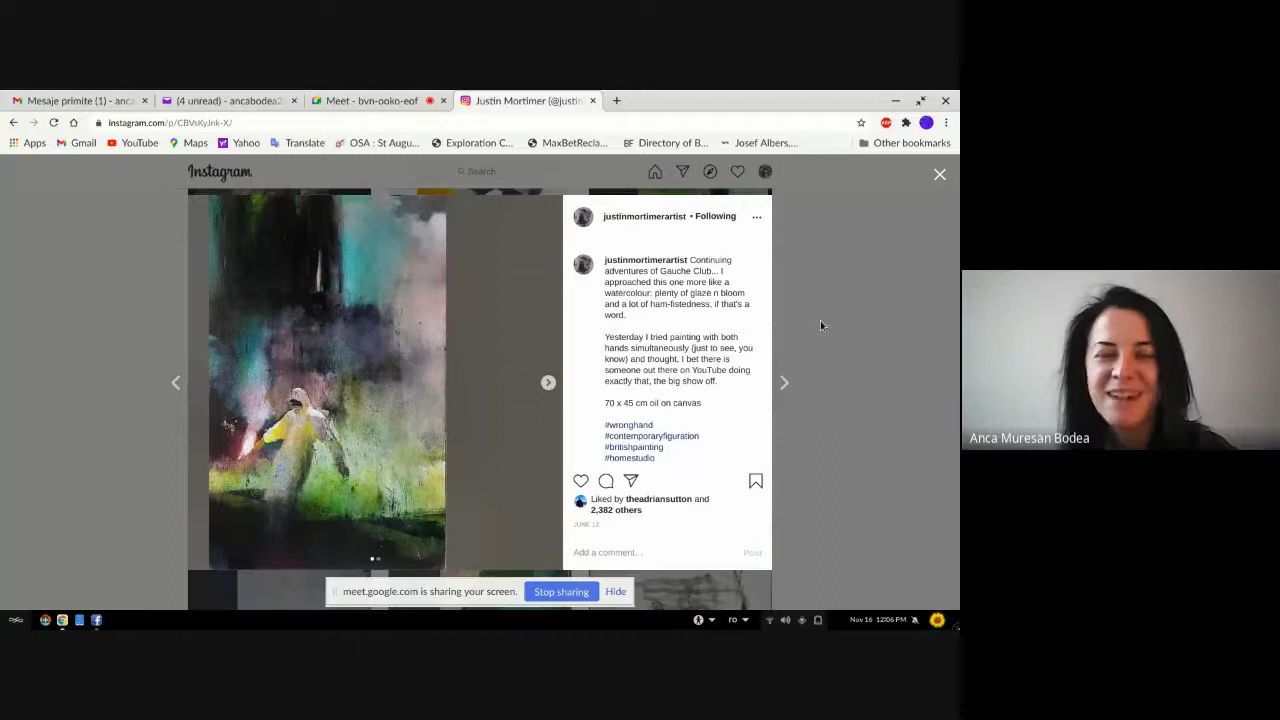 Mesaje primite (1) - anca
(4 unread) - ancabodea2
Meet - bvn-ooko-eof
Justin Mortimer (@justin
instagram.com/p/CBVsKyJnk-X/
Apps
Gmail
YouTube
Maps
Yahoo
Translate
OSA : St Augu...
Exploration C...
MaxBetRecla...
BF Directory of B...
Josef Albers,...
Other bookmarks
Instagram
Search
justinmortimerartist • Following
justinmortimerartist Continuing
adventures of Gauche Club... I
approached this one more like a
watercolour: plenty of glaze n bloom
and a lot of ham-fistedness, if that's a
word.
Yesterday I tried painting with both
hands simultaneously (just to see, you
know) and thought, I bet there is
someone out there on YouTube doing
exactly that, the big show off.
70 x 45 cm oil on canvas
#wronghand
#contemporaryfiguration
#britishpainting
#homestudio
Liked by theadriansutton and
2,382 others
JUNE 12
Add a comment...
Post
meet.google.com is sharing your screen.
Stop sharing
Hide
ro
Nov 16 12:06 PM
Anca Muresan Bodea